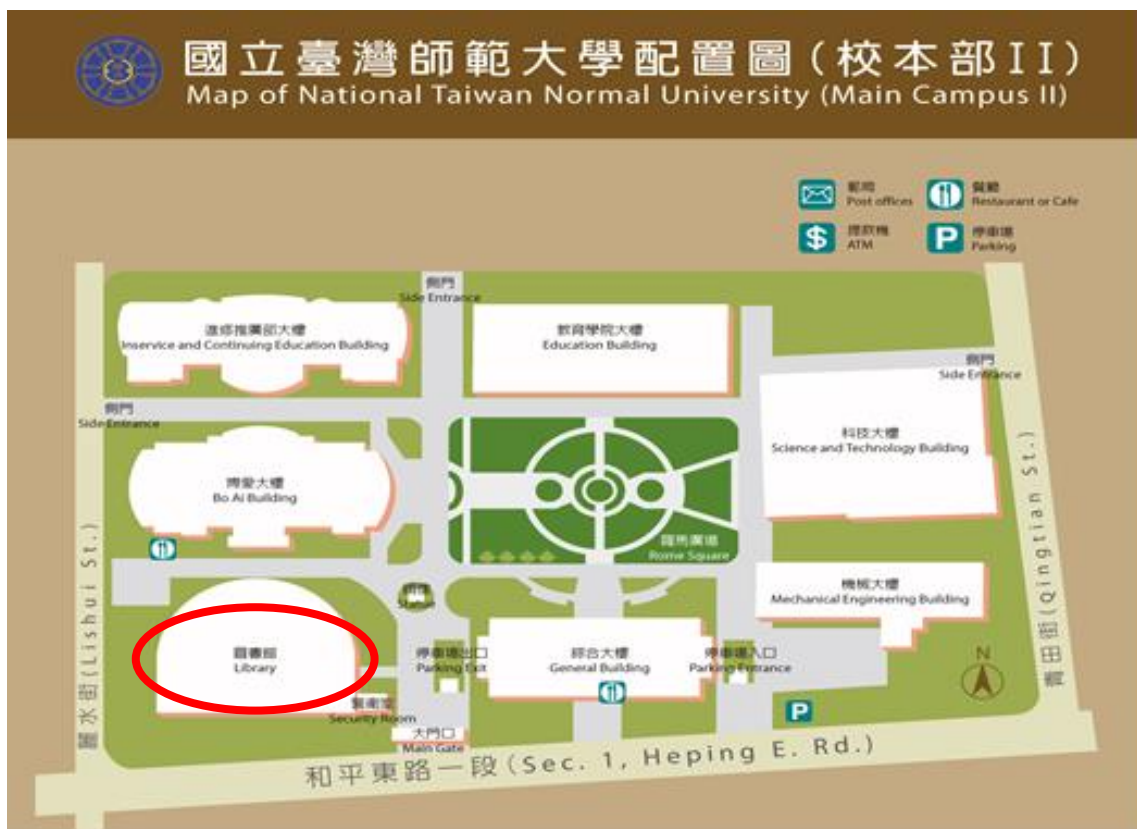 國立臺灣師範大學配置圖(校本部II)
Map of National Taiwan Normal University (Main Campus II)
郵局
Post offices
餐廳
Restaurant or Cafe
提款機
ATM
停車場
Parking
側門
Side Entrance
進修推廣部大樓
Inservice and Continuing Education Building
教育學院大樓
Education Building
側門
Side Entrance
側門
Side Entrance
科技大樓
Science and Technology Building
博愛大樓
Bo Ai Building
羅馬廣場
Rome Square
機械大樓
Mechanical Engineering Building
銅像
Statue
圖書館
Library
停車場出口
Parking Exit
綜合大樓
General Building
停車場入口
Parking Entrance
N
警衛室
Security Room
P
大門口
Main Gate
麗水街(Lishui St.)
青田街(Qingtian St.)
和平東路一段(Sec. 1, Heping E. Rd.)